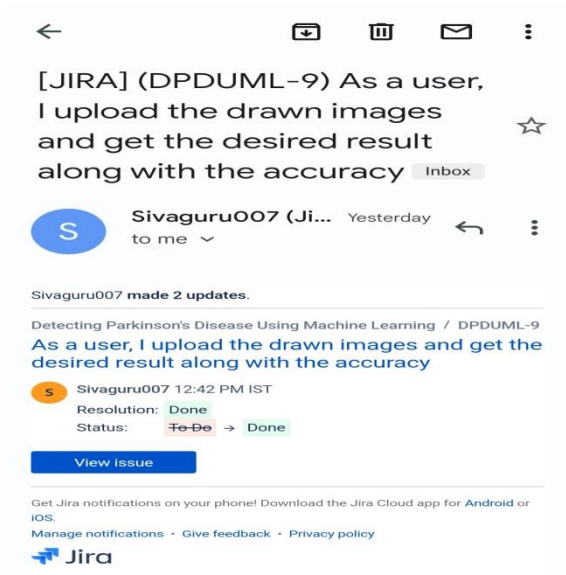 [JIRA] (DPDUML-9) As a user,
I upload the drawn images
and get the desired result
along with the accuracy Inbox
S
Sivaguru007 (Ji... Yesterday
to me
Sivaguru007 made 2 updates.
Detecting Parkinson's Disease Using Machine Learning / DPDUML-9
As a user, I upload the drawn images and get the
desired result along with the accuracy
S
Sivaguru007 12:42 PM IST
Resolution: Done
Status: To Do → Done
View issue
Get Jira notifications on your phone! Download the Jira Cloud app for Android or
iOS.
Manage notifications • Give feedback • Privacy policy
Jira